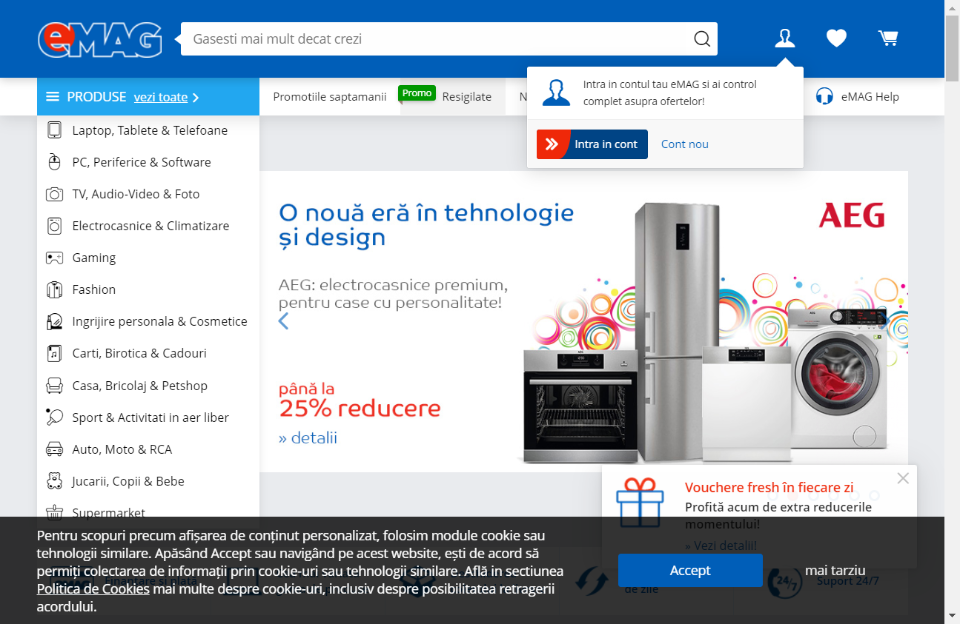 eMAG
Gasesti mai mult decat crezi
PRODUSE vezi toate
Promotiile saptamanii
Promo
Resigilate
N
eMAG Help
Intra in contul tau eMAG si ai control
complet asupra ofertelor!
Intra in cont
Cont nou
Laptop, Tablete & Telefoane
PC, Periferice & Software
TV, Audio-Video & Foto
Electrocasnice & Climatizare
Gaming
Fashion
Ingrijire personala & Cosmetice
Carti, Birotica & Cadouri
Casa, Bricolaj & Petshop
Sport & Activitati in aer liber
Auto, Moto & RCA
Jucarii, Copii & Bebe
Supermarket
O nouă eră în tehnologie
și design
AEG
AEG: electrocasnice premium,
pentru case cu personalitate!
până la
25% reducere
» detalii
Vouchere fresh în fiecare zi
Profită acum de extra reducerile
momentului!
» Vezi detalii!
Pentru scopuri precum afișarea de conținut personalizat, folosim module cookie sau
tehnologii similare. Apăsând Accept sau navigând pe acest website, ești de acord să
permiți colectarea de informații prin cookie-uri sau tehnologii similare. Află in sectiunea
Politica de Cookies mai multe despre cookie-uri, inclusiv despre posibilitatea retragerii
acordului.
Accept
mai tarziu
de zile
24/7
Suport 24/7